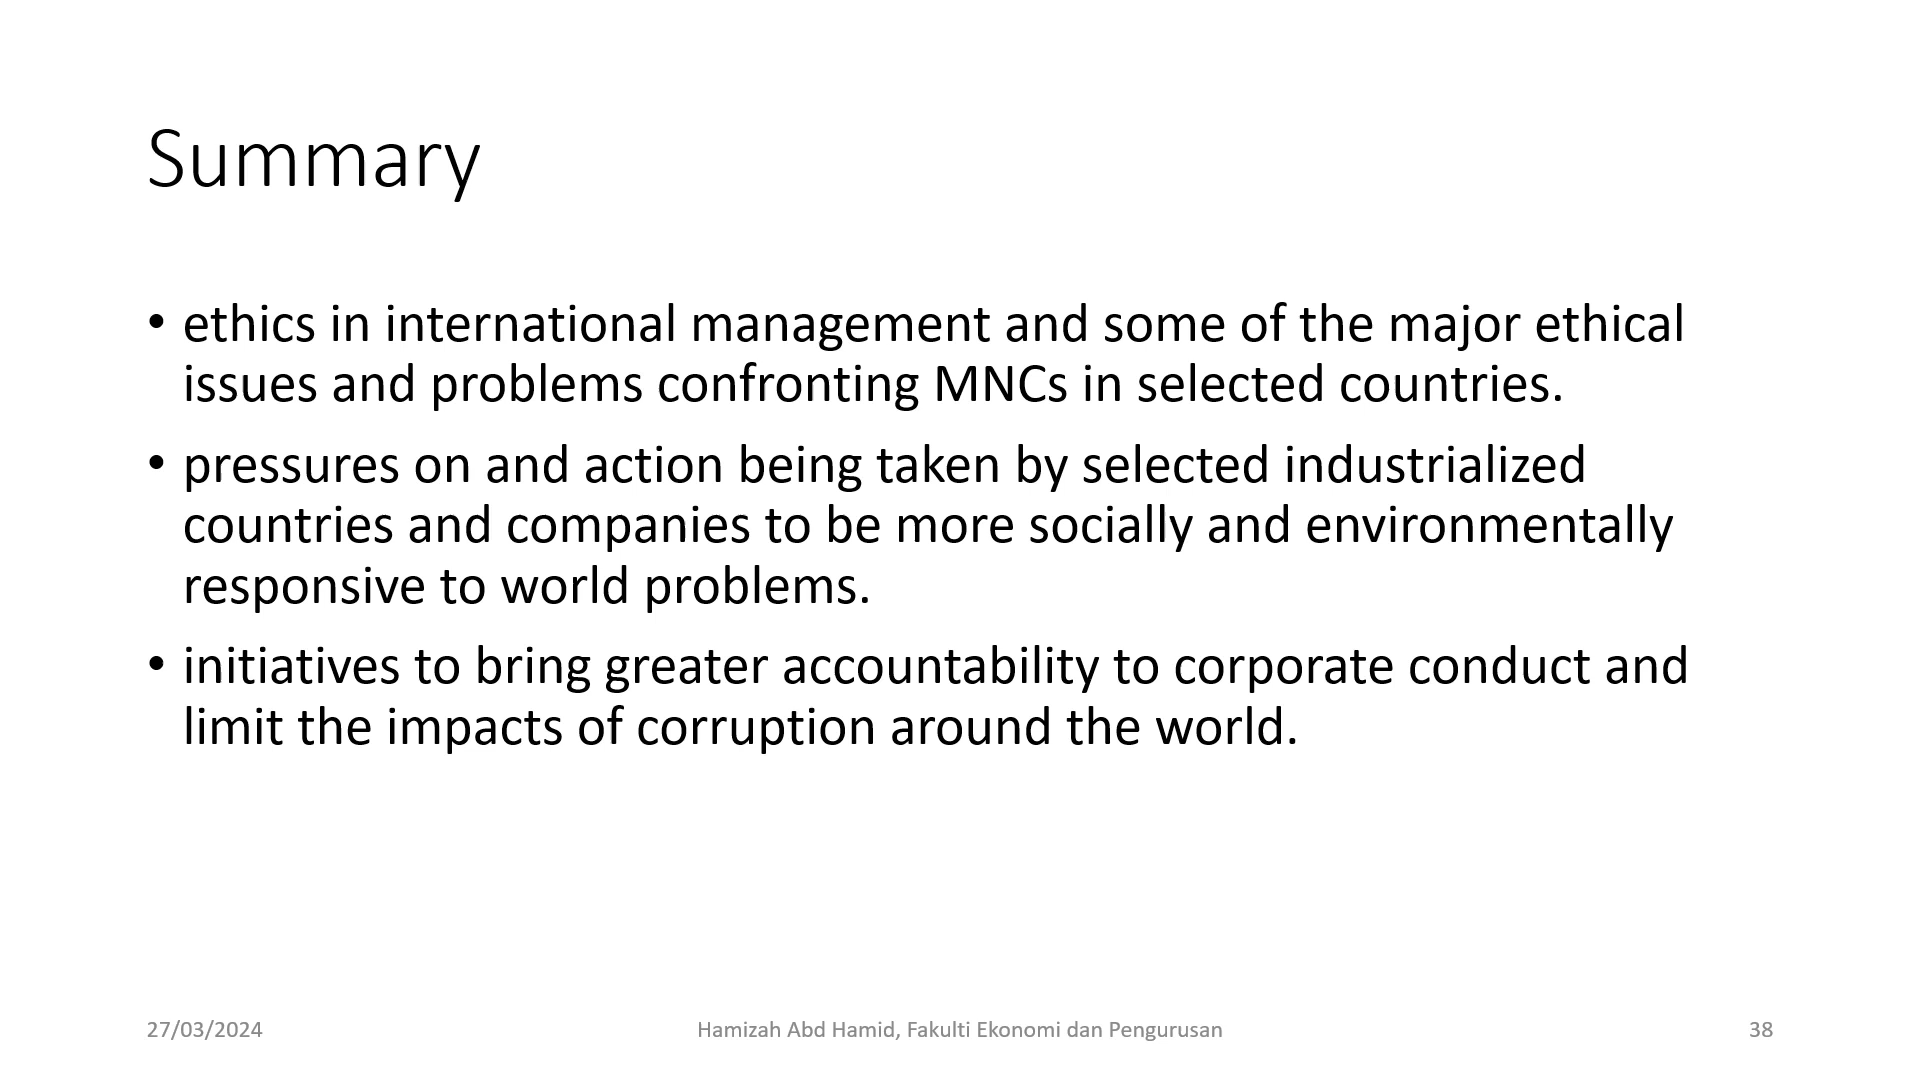 Summary
• ethics in international management and some of the major ethical
issues and problems confronting MNCs in selected countries.
• pressures on and action being taken by selected industrialized
countries and companies to be more socially and environmentally
responsive to world problems.
• initiatives to bring greater accountability to corporate conduct and
limit the impacts of corruption around the world.
27/03/2024
Hamizah Abd Hamid, Fakulti Ekonomi dan Pengurusan
38